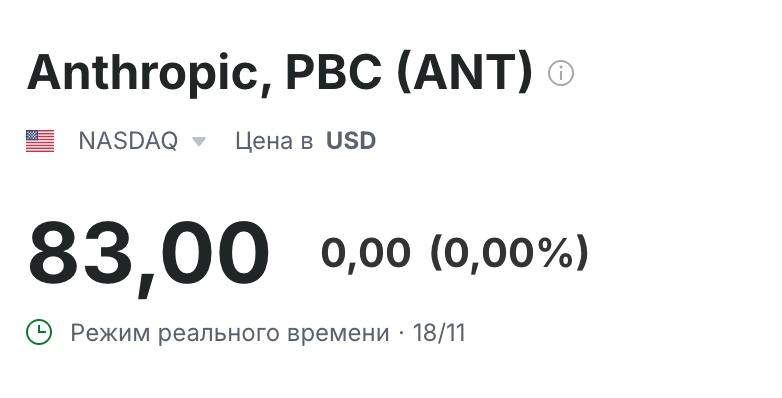 Anthropic, PBC (ANT)
NASDAQ Цена в USD
83,00 0,00 (0,00%)
Режим реального времени · 18/11